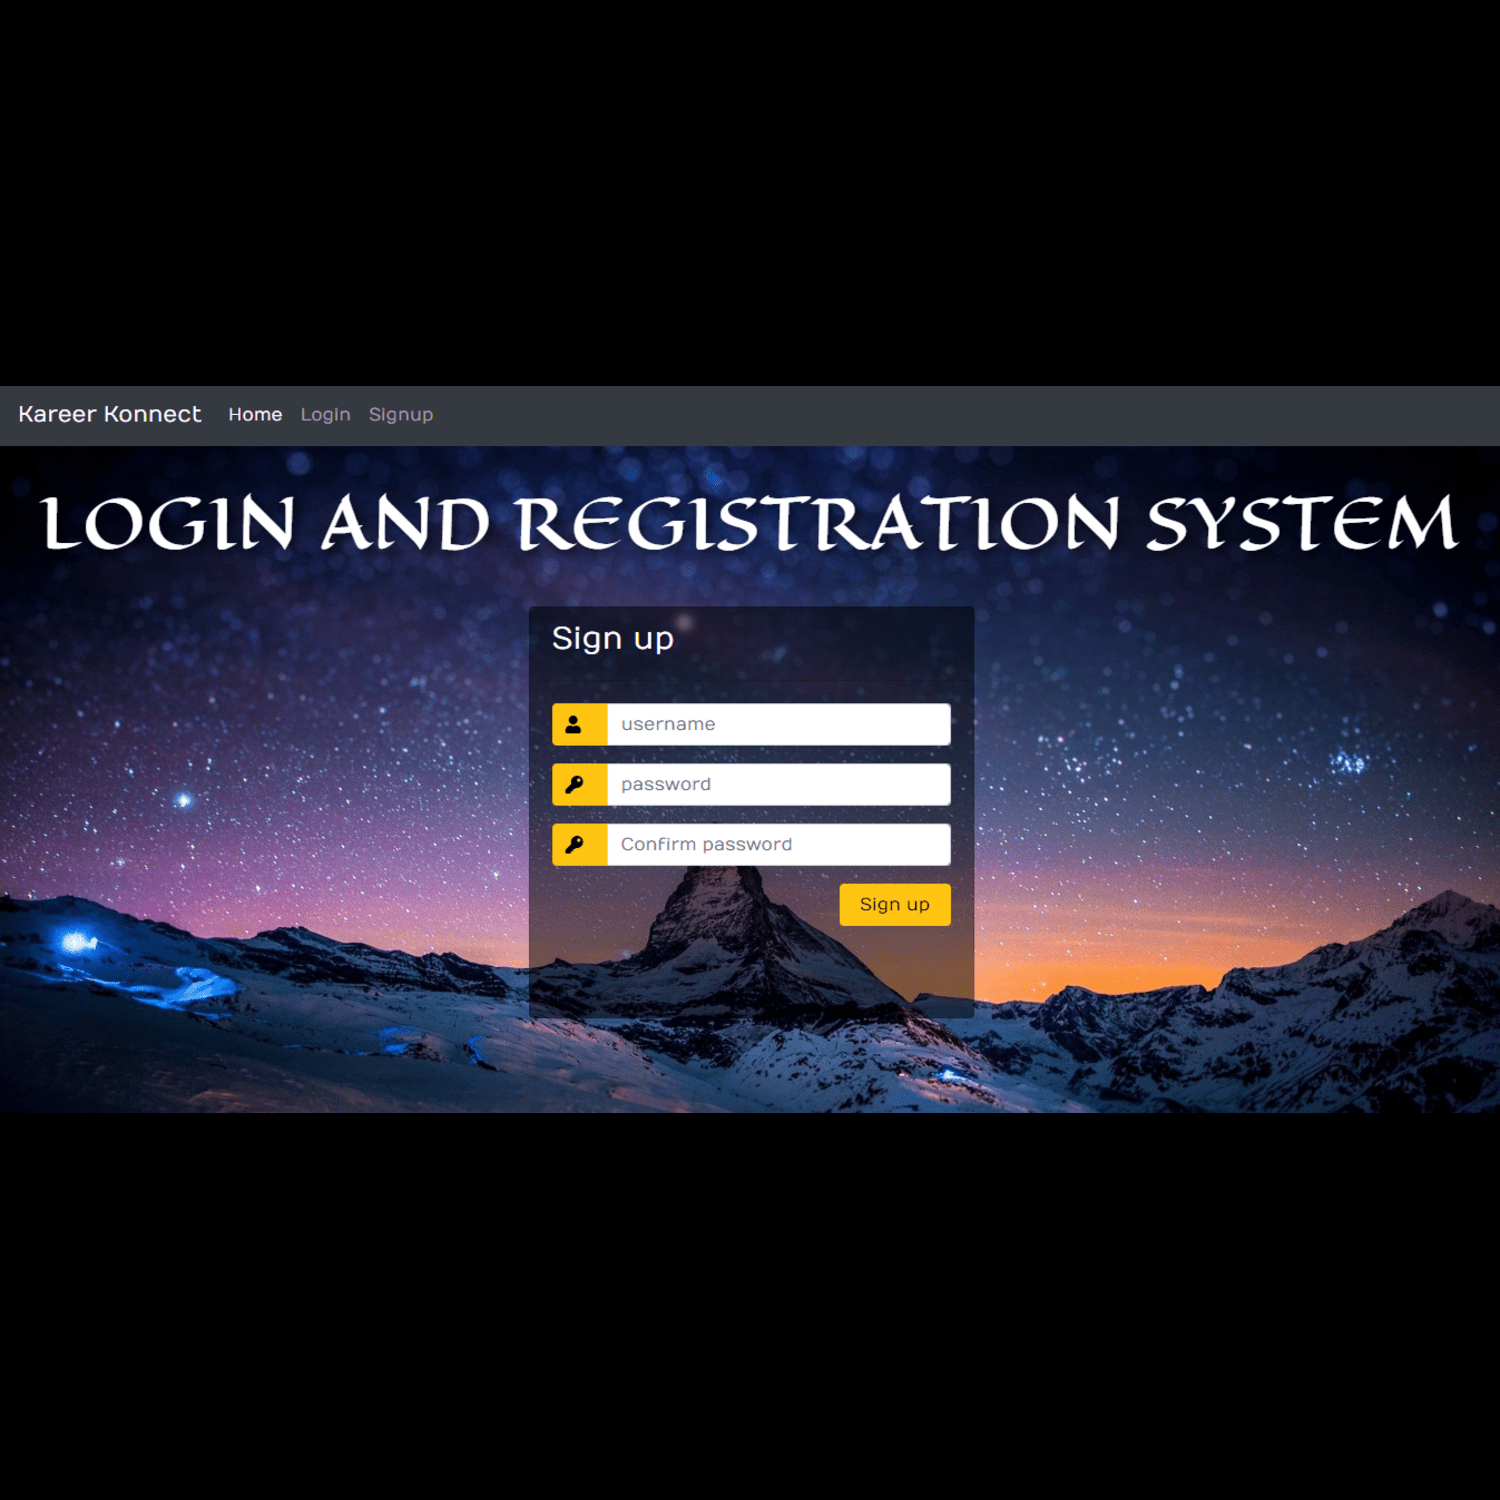 Kareer Konnect Home Login Signup
LOGIN AND REGISTRATION SYSTEM
Sign up
username
password
Confirm password
Sign up